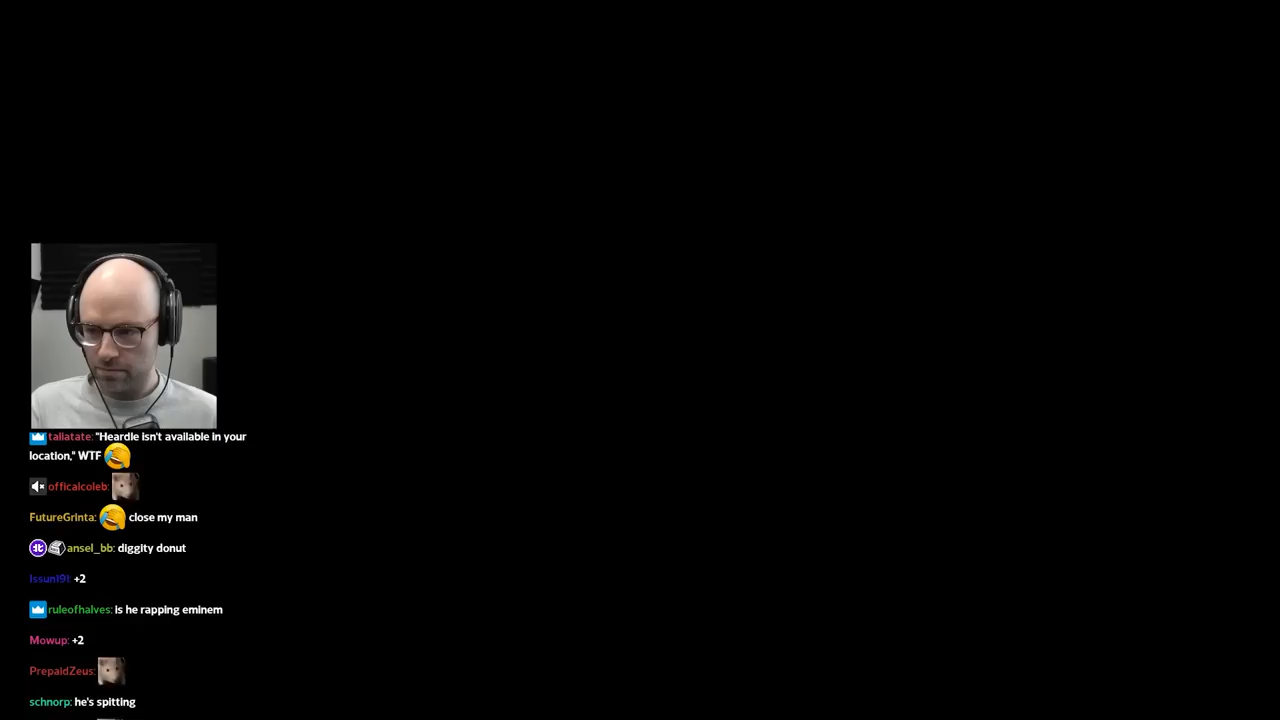 tallatate: "Heardle isn't available in your
location," WTF
officalcoleb:
FutureGrinta: close my man
ansel_bb: diggity donut
Issun191: +2
ruleofhalves: is he rapping eminem
Mowup: +2
PrepaidZeus:
schnorp: he's spitting